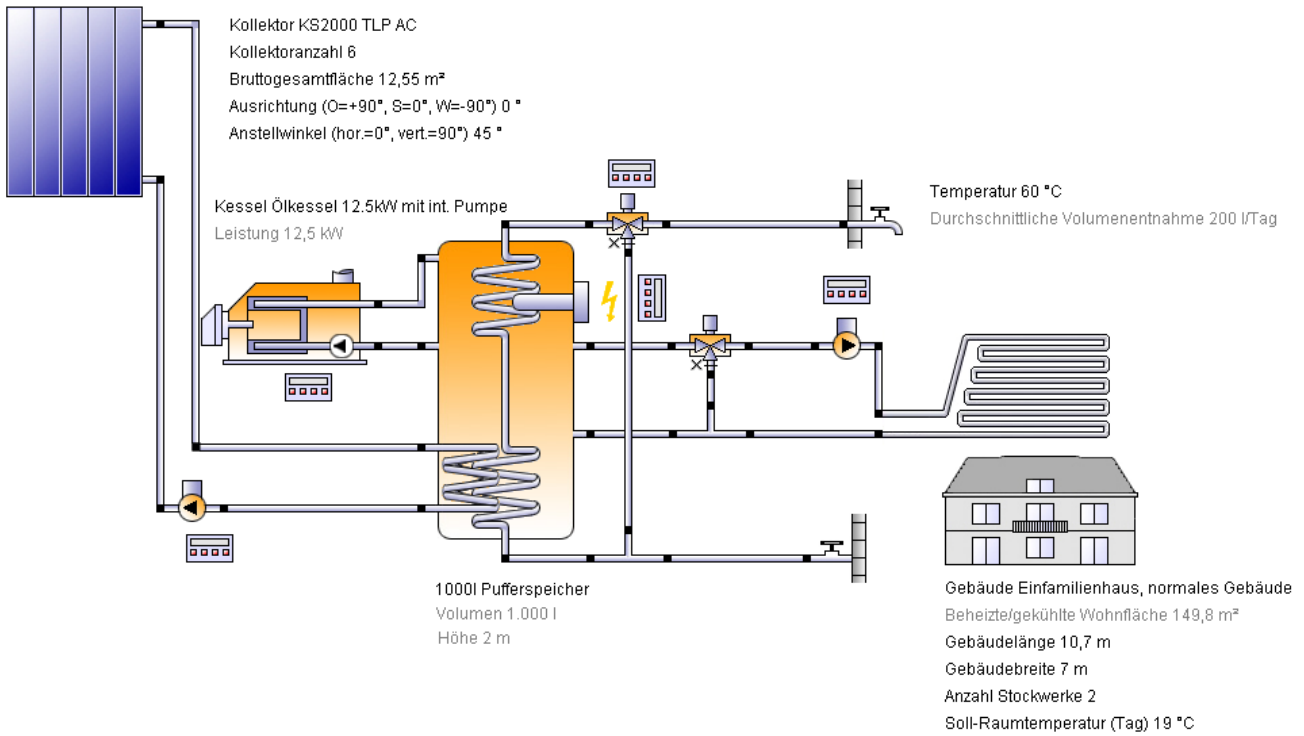 Kollektor KS2000 TLP AC
Kollektoranzahl 6
Bruttogesamtfläche 12,55 m²
Ausrichtung (O=+90°, S=0°, W=-90°) 0 °
Anstellwinkel (hor.=0°, vert.=90°) 45 °
Kessel Ölkessel 12.5kW mit int. Pumpe
Leistung 12,5 kW
Temperatur 60 °C
Durchschnittliche Volumenentnahme 200 l/Tag
1000l Pufferspeicher
Volumen 1.000 l
Höhe 2 m
Gebäude Einfamilienhaus, normales Gebäude
Beheizte/gekühlte Wohnfläche 149,8 m²
Gebäudelänge 10,7 m
Gebäudebreite 7 m
Anzahl Stockwerke 2
Soll-Raumtemperatur (Tag) 19 °C